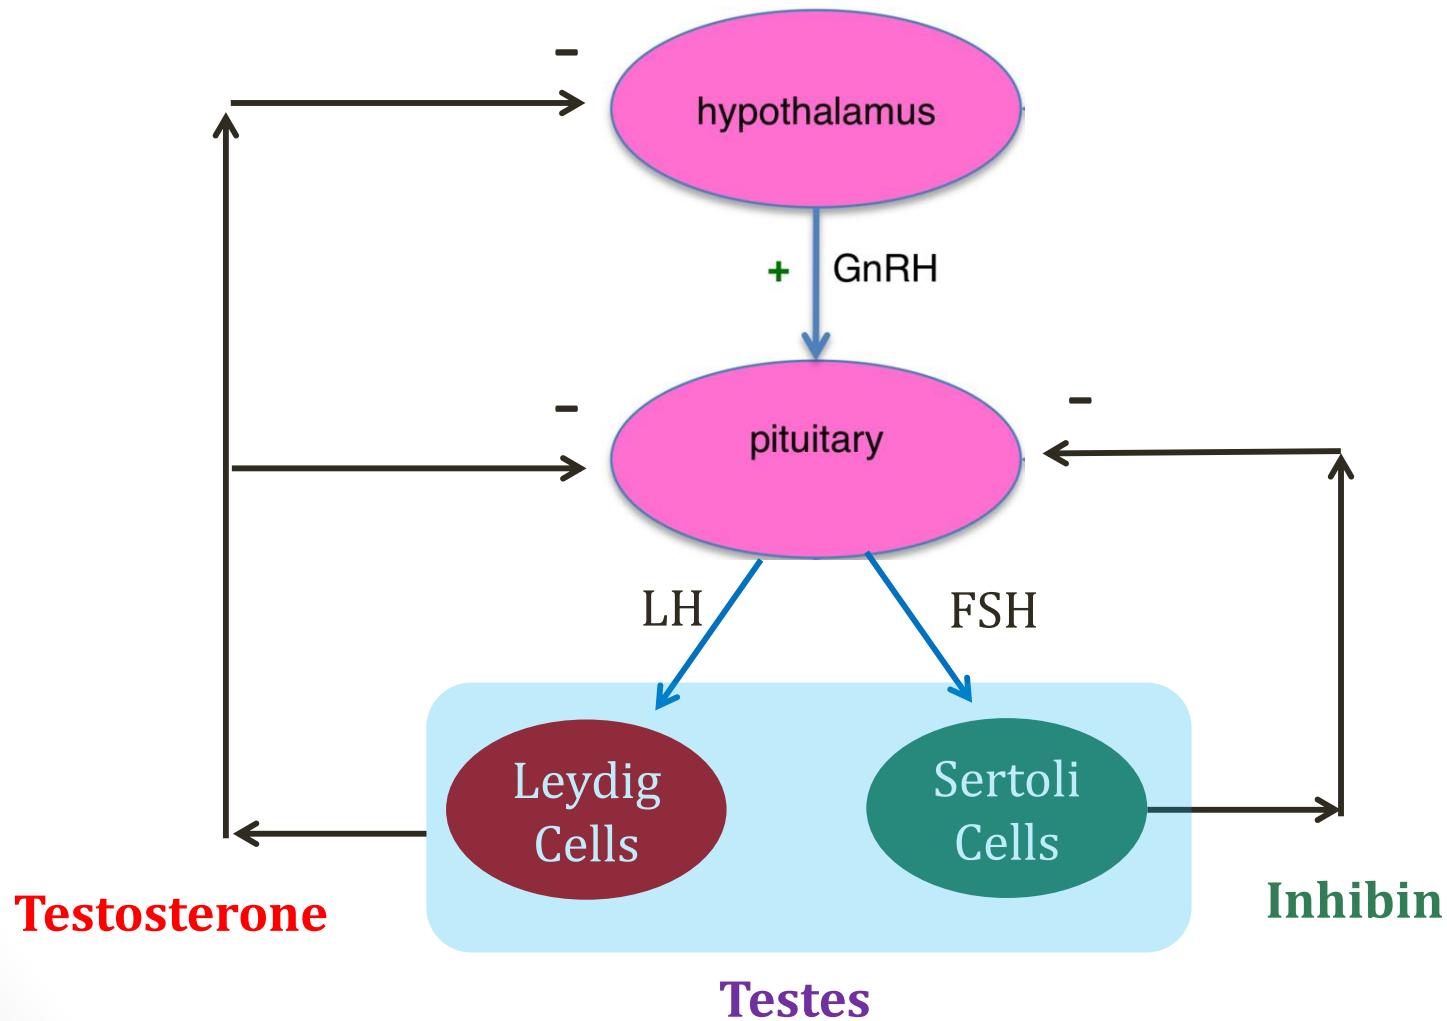 –
hypothalamus
+ GnRH
– –
pituitary
LH FSH
Leydig
Cells
Sertoli
Cells
Testosterone
Inhibin
Testes